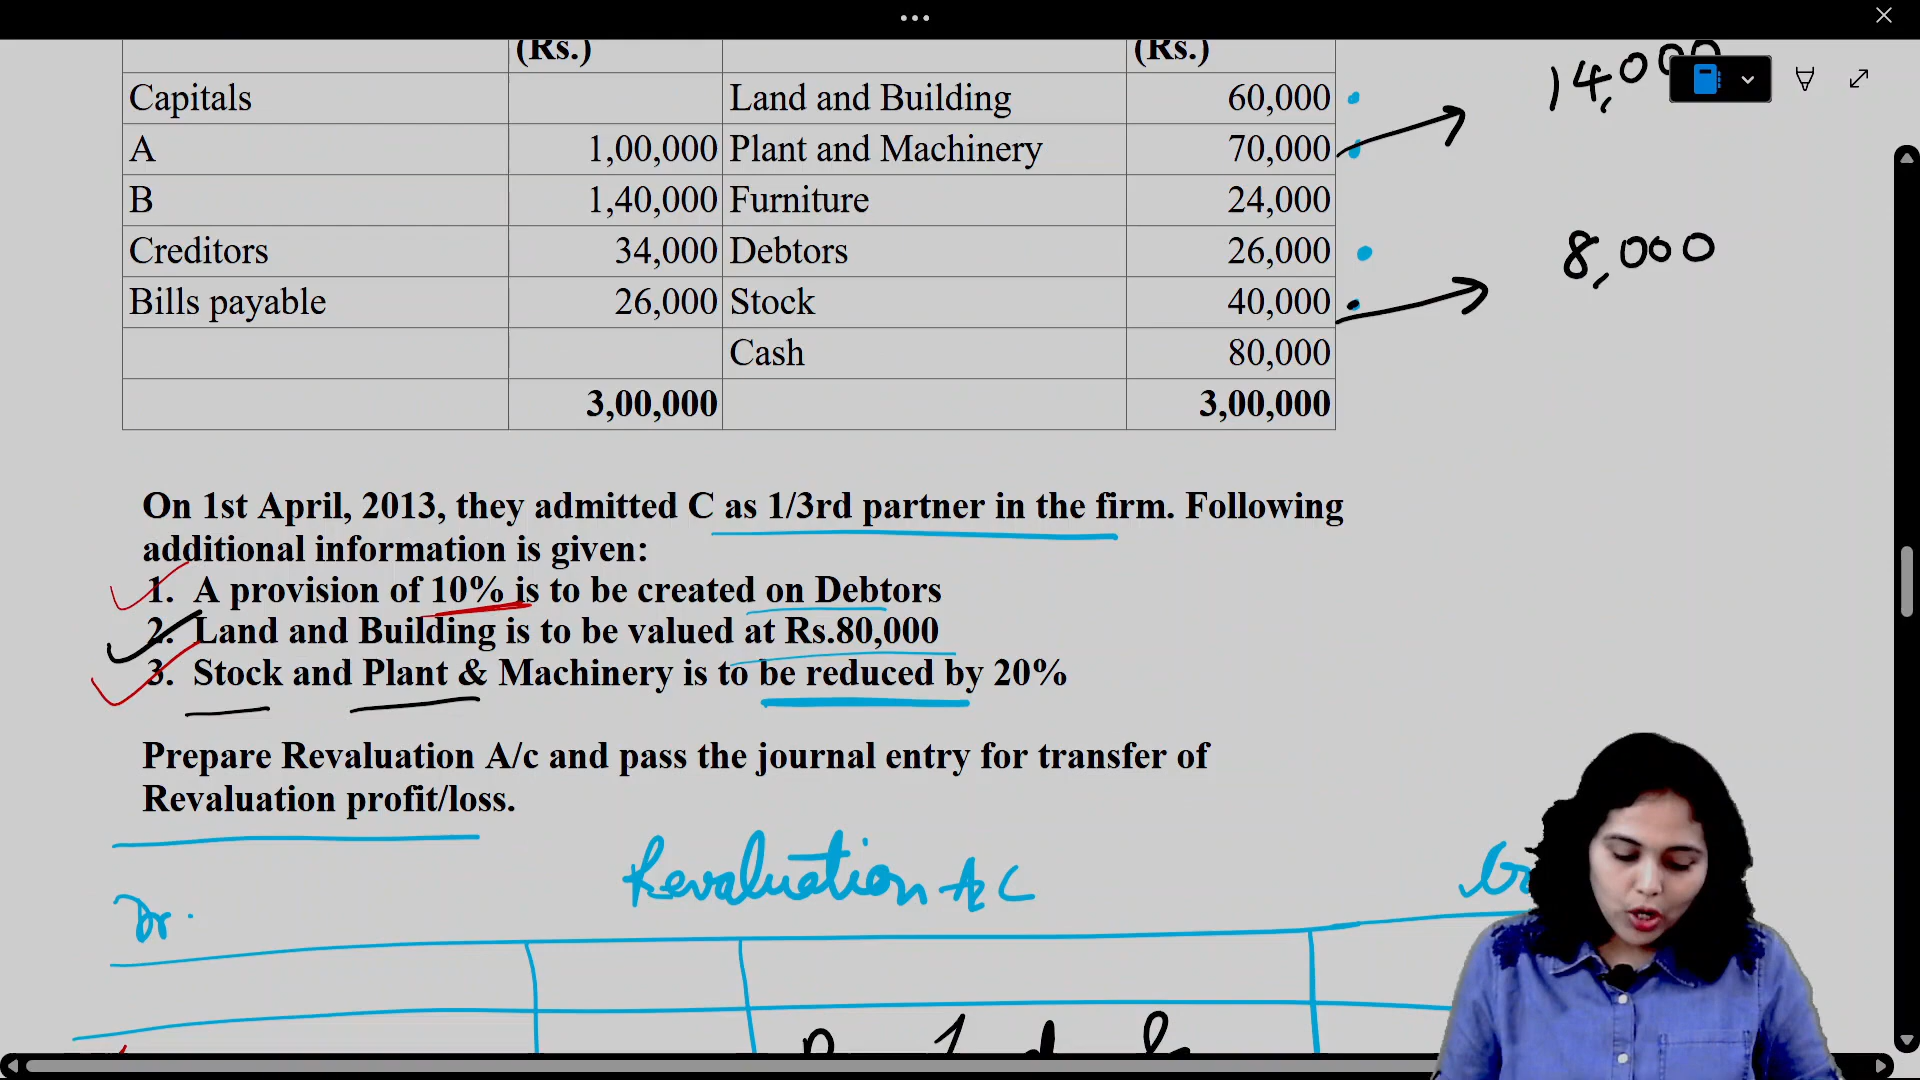 (Rs.) (Rs.)
Capitals Land and Building 60,000
A 1,00,000 Plant and Machinery 70,000
B 1,40,000 Furniture 24,000
Creditors 34,000 Debtors 26,000
Bills payable 26,000 Stock 40,000
Cash 80,000
3,00,000 3,00,000
14,000
8,000
On 1st April, 2013, they admitted C as 1/3rd partner in the firm. Following
additional information is given:
1. A provision of 10% is to be created on Debtors
2. Land and Building is to be valued at Rs.80,000
3. Stock and Plant & Machinery is to be reduced by 20%
Prepare Revaluation A/c and pass the journal entry for transfer of
Revaluation profit/loss.
Revaluation A/C
Dr.